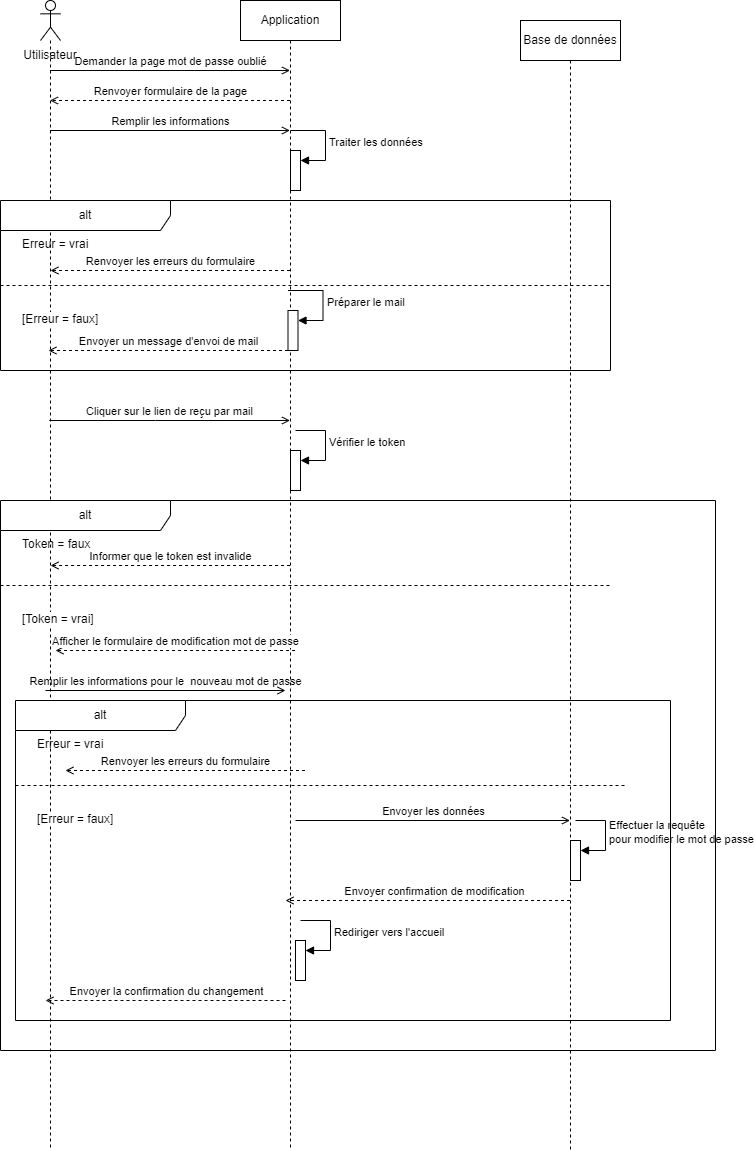 Application
Base de données
Utilisateur
Demander la page mot de passe oublié
Renvoyer formulaire de la page
Remplir les informations
Traiter les données
alt
Erreur = vrai
Renvoyer les erreurs du formulaire
Préparer le mail
[Erreur = faux]
Envoyer un message d'envoi de mail
Cliquer sur le lien de reçu par mail
Vérifier le token
alt
Token = faux
Informer que le token est invalide
[Token = vrai]
Afficher le formulaire de modification mot de passe
Remplir les informations pour le  nouveau mot de passe
alt
Erreur = vrai
Renvoyer les erreurs du formulaire
Envoyer les données
[Erreur = faux]
Effectuer la requête
pour modifier le mot de passe
Envoyer confirmation de modification
Rediriger vers l'accueil
Envoyer la confirmation du changement